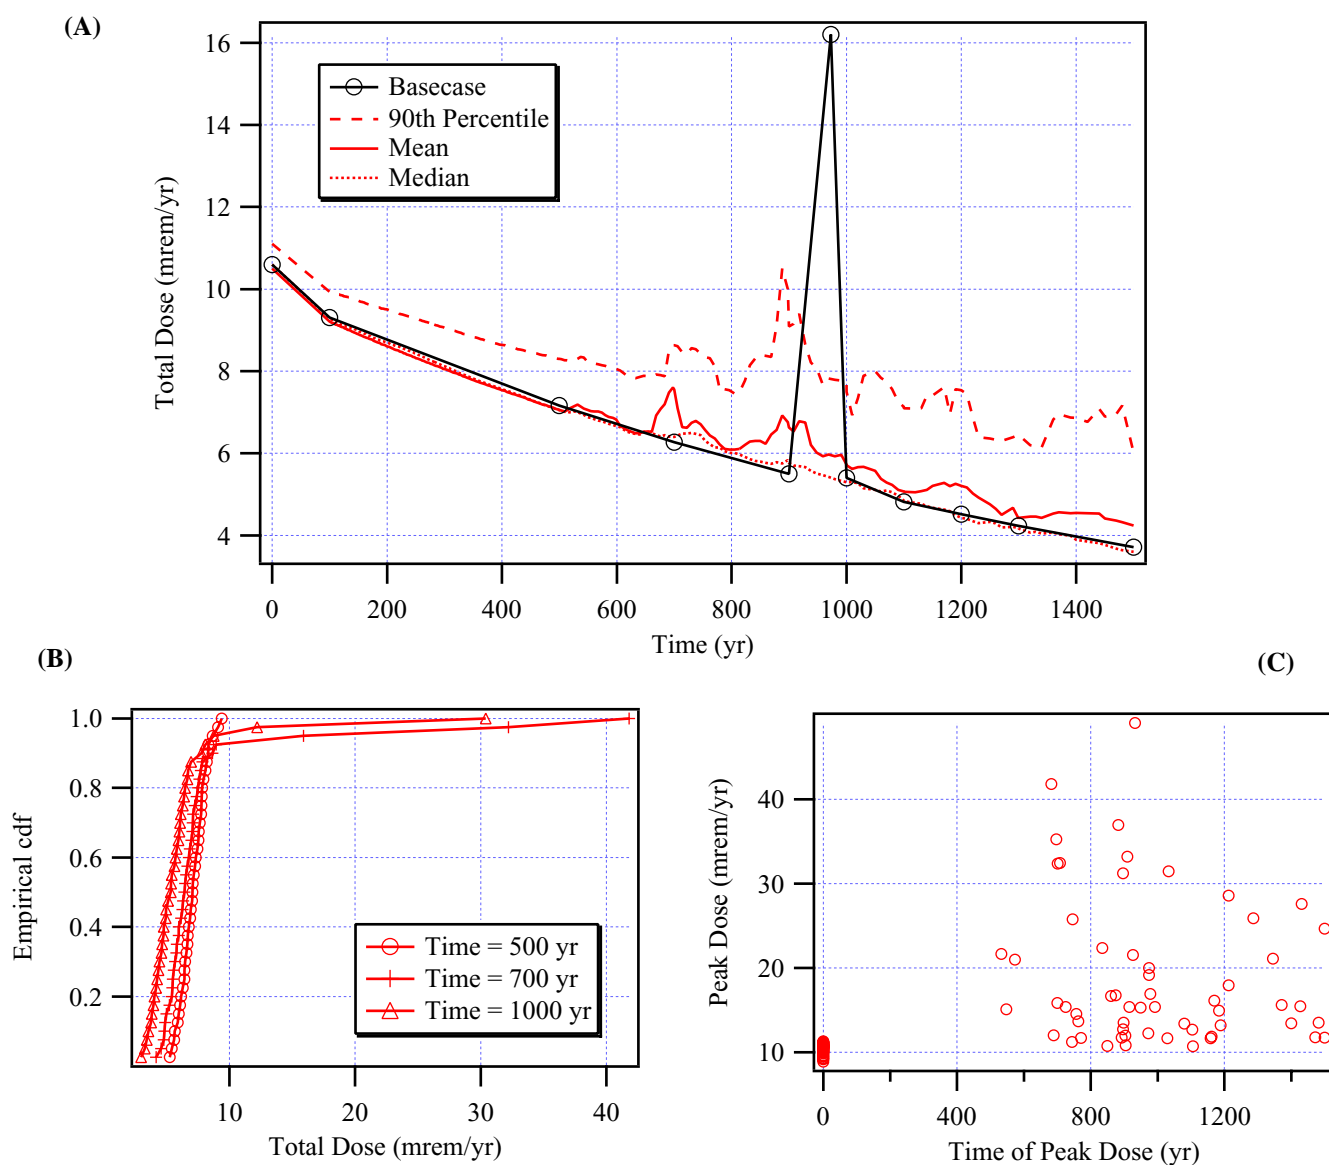 (A)
16
14
12
10
8
6
4
Total Dose (mrem/yr)
Basecase
90th Percentile
Mean
Median
0 200 400 600 800 1000 1200 1400
Time (yr)
(B)
1.0
0.8
0.6
0.4
0.2
Empirical cdf
Time = 500 yr
Time = 700 yr
Time = 1000 yr
10 20 30 40
Total Dose (mrem/yr)
(C)
40
30
20
10
Peak Dose (mrem/yr)
0 400 800 1200
Time of Peak Dose (yr)